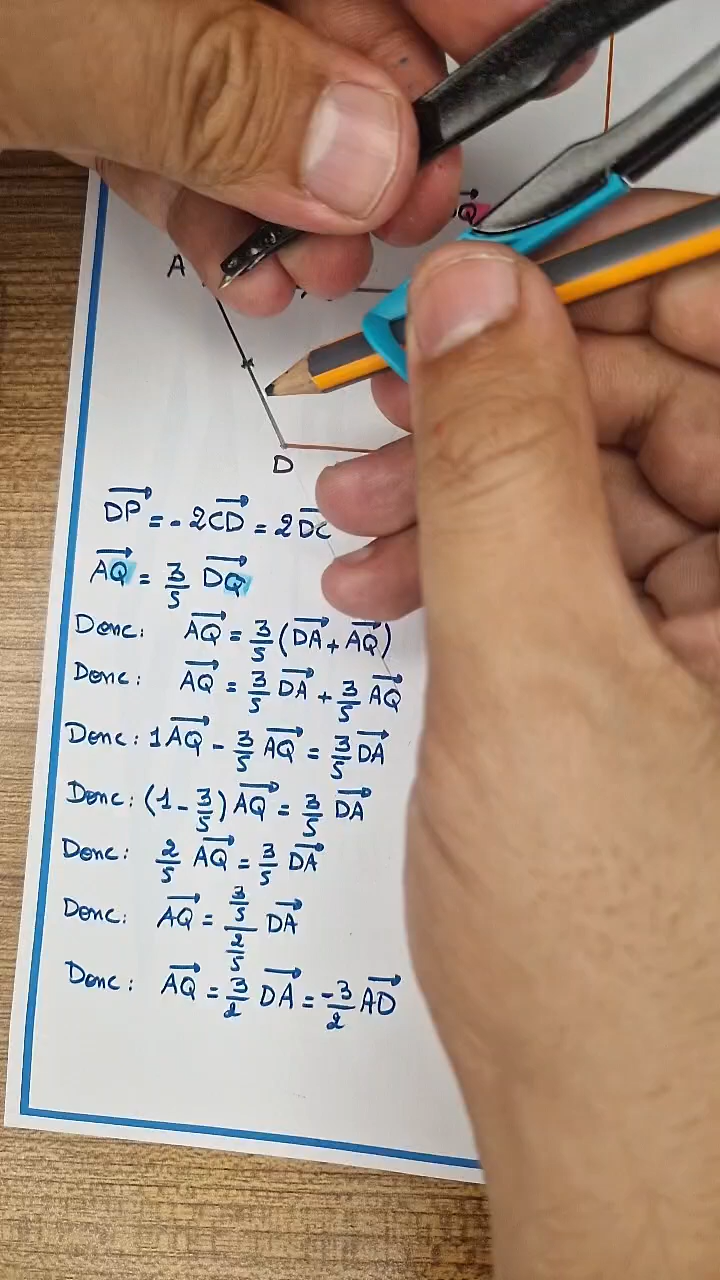 Q
A
D
DP = - 2CD = 2DC
AQ = 3/5 DQ
Donc: AQ = 3/5 (DA + AQ)
Donc: AQ = 3/5 DA + 3/5 AQ
Donc: 1AQ - 3/5 AQ = 3/5 DA
Donc: (1 - 3/5) AQ = 3/5 DA
Donc: 2/5 AQ = 3/5 DA
Donc: AQ = (3/5)/(2/5) DA
Donc: AQ = 3/2 DA = -3/2 AD